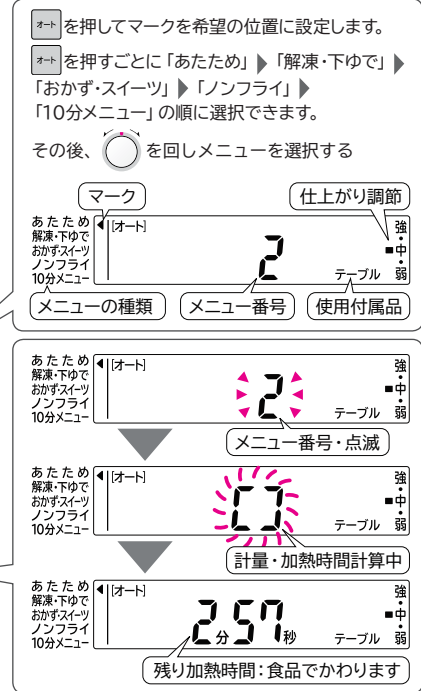 オート を押してマークを希望の位置に設定します。
オート を押すごとに「あたため」▶「解凍・下ゆで」▶
「おかず・スイーツ」▶「ノンフライ」▶
「10分メニュー」の順に選択できます。
その後、 を回しメニューを選択する
マーク 仕上がり調節
あたため ◀ [オート] 強
解凍・下ゆで ・
おかず・スイーツ 2 ■中
ノンフライ ・
10分メニュー テーブル 弱
メニューの種類 メニュー番号 使用付属品
あたため ◀ [オート] 強
解凍・下ゆで ・
おかず・スイーツ 2 ■中
ノンフライ ・
10分メニュー テーブル 弱
メニュー番号・点滅
あたため ◀ [オート] 強
解凍・下ゆで ・
おかず・スイーツ ■中
ノンフライ ・
10分メニュー テーブル 弱
計量・加熱時間計算中
あたため ◀ [オート] 強
解凍・下ゆで ・
おかず・スイーツ 2分57秒 ■中
ノンフライ ・
10分メニュー テーブル 弱
残り加熱時間：食品でかわります